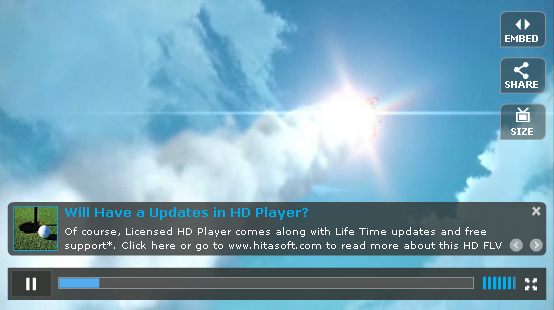 EMBED
SHARE
SIZE
Will Have a Updates in HD Player?
Of course, Licensed HD Player comes along with Life Time updates and free
support*. Click here or go to www.hitasoft.com to read more about this HD FLV